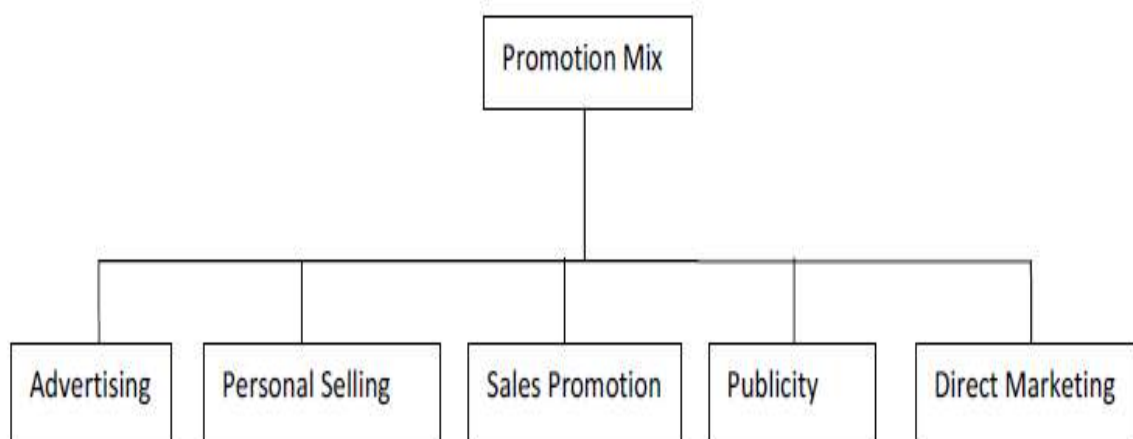 Promotion Mix
Advertising
Personal Selling
Sales Promotion
Publicity
Direct Marketing